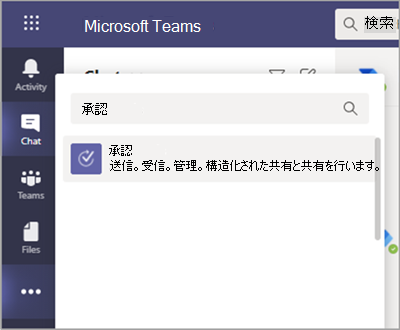 Microsoft Teams
検索
Activity
承認
Chat
承認
送信。受信。管理。構造化された共有と共有を行います。
Teams
Files